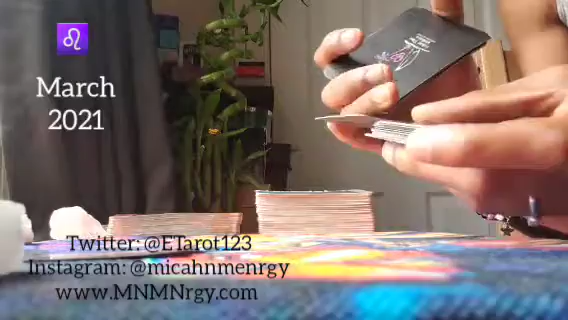 ♌
March
2021
Twitter: @ETarot123
Instagram: @micahnmenrgy
www.MNMNrgy.com